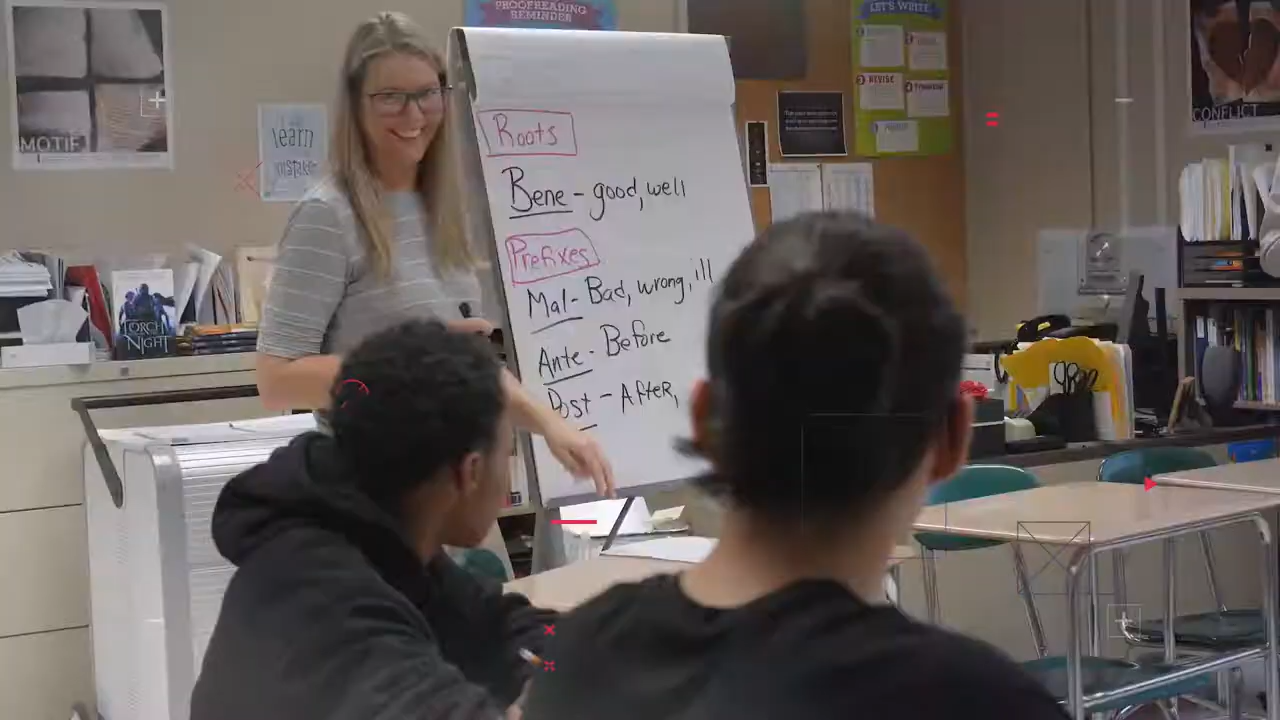 PROOFREADING
REMINDER
LET'S WRITE
REVISE
MOTIF
CONFLICT
learn
mistakes
Roots
Bene - good, well
Prefixes
Mal - Bad, wrong, ill
Ante - Before
Post - After,
TORCH
NIGHT